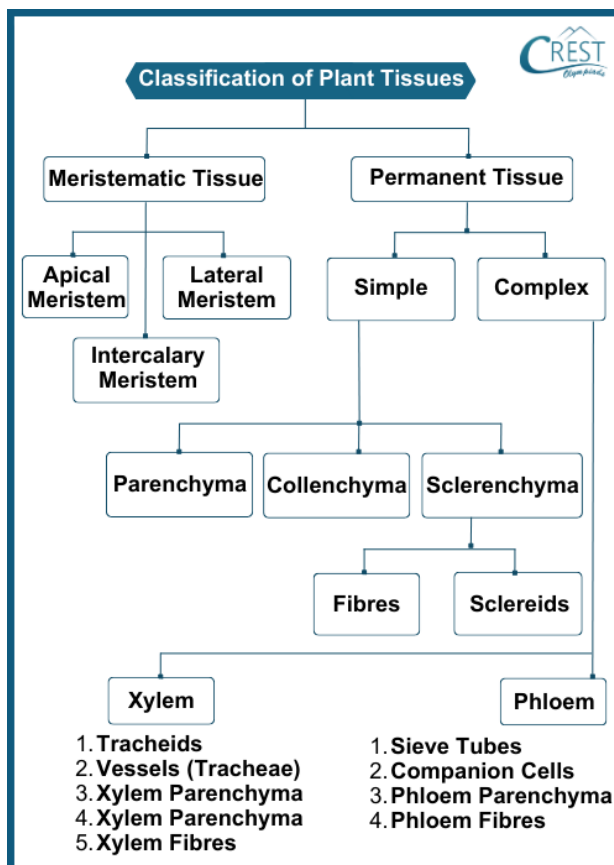 CREST
Olympiads
Classification of Plant Tissues
Meristematic Tissue
Permanent Tissue
Apical
Meristem
Lateral
Meristem
Intercalary
Meristem
Simple
Complex
Parenchyma
Collenchyma
Sclerenchyma
Fibres
Sclereids
Xylem
1. Tracheids
2. Vessels (Tracheae)
3. Xylem Parenchyma
4. Xylem Parenchyma
5. Xylem Fibres
Phloem
1. Sieve Tubes
2. Companion Cells
3. Phloem Parenchyma
4. Phloem Fibres